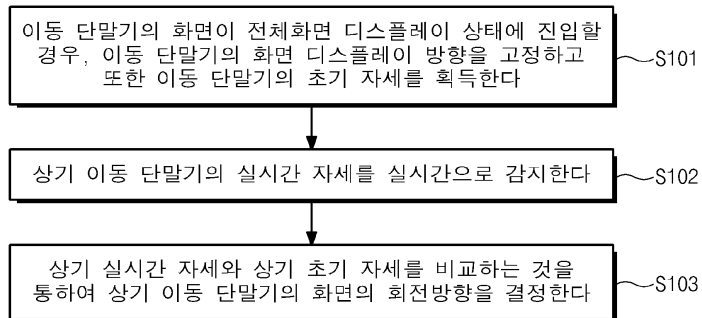 이동 단말기의 화면이 전체화면 디스플레이 상태에 진입할
경우, 이동 단말기의 화면 디스플레이 방향을 고정하고
또한 이동 단말기의 초기 자세를 획득한다
S101
상기 이동 단말기의 실시간 자세를 실시간으로 감지한다
S102
상기 실시간 자세와 상기 초기 자세를 비교하는 것을
통하여 상기 이동 단말기의 화면의 회전방향을 결정한다
S103